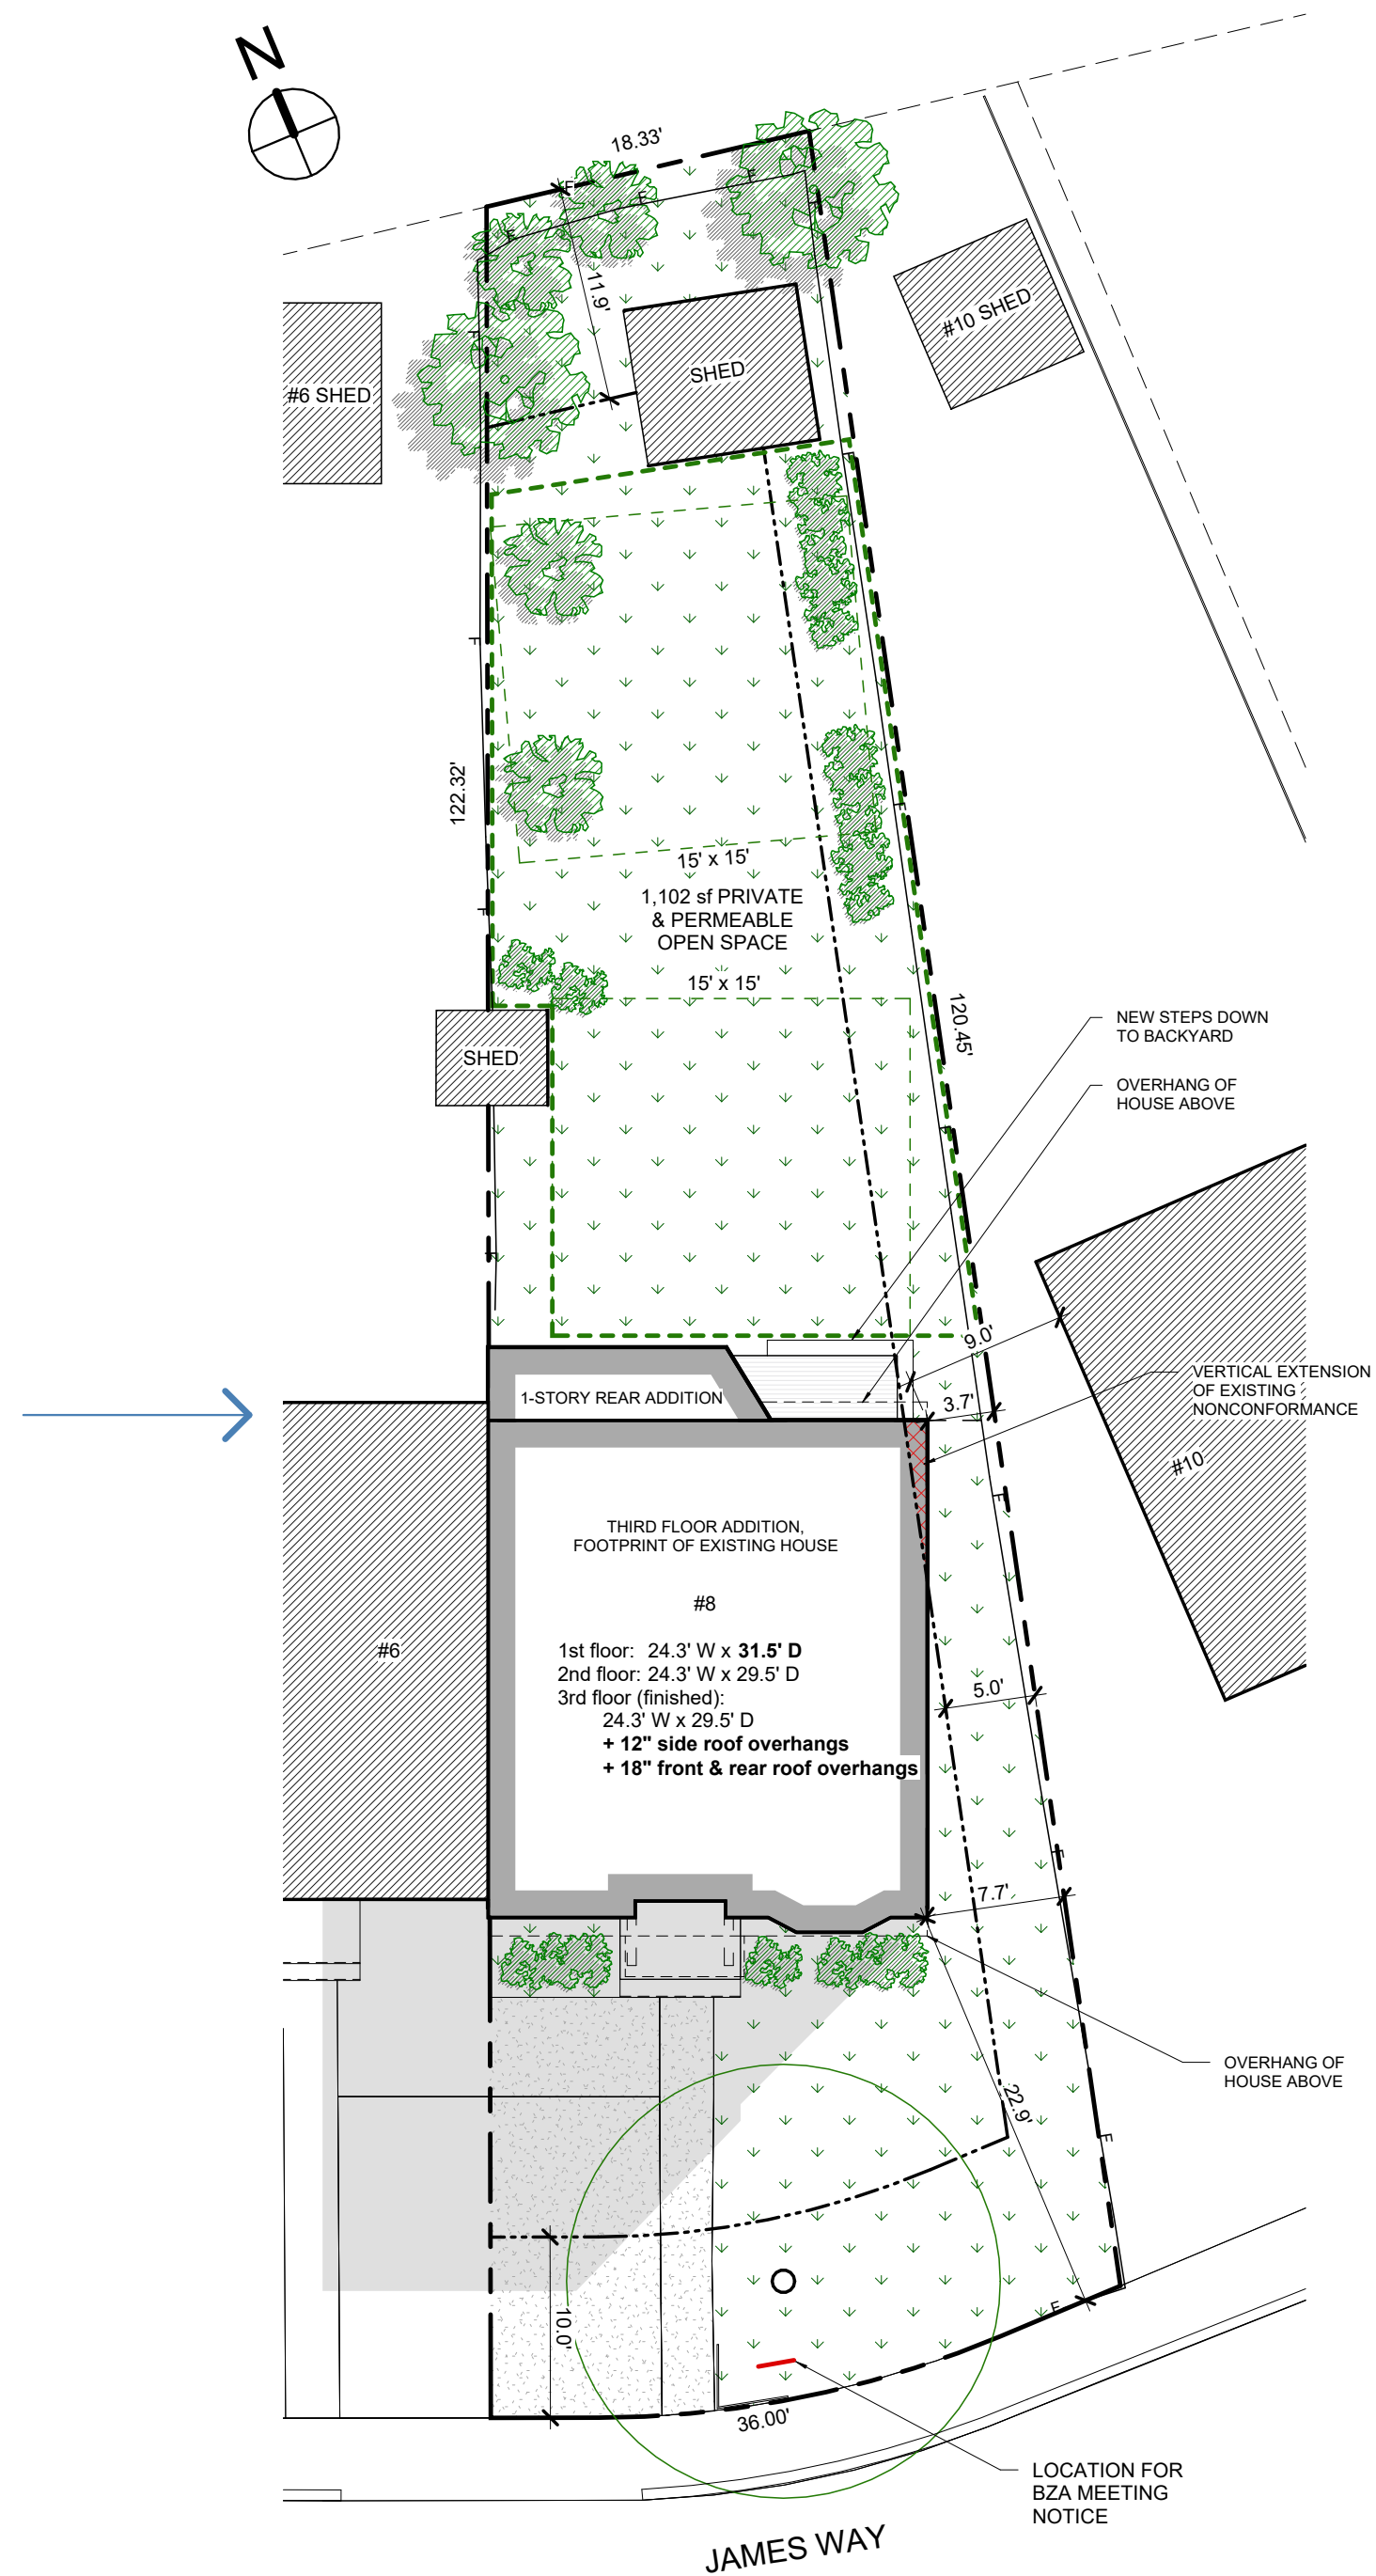 N
18.33'
F
F
F
F
F
F
11.9'
#10 SHED
SHED
#6 SHED
F
F
122.32'
15' x 15'
F
1,102 sf PRIVATE
& PERMEABLE
OPEN SPACE
F
15' x 15'
120.45'
NEW STEPS DOWN
TO BACKYARD
SHED
OVERHANG OF
HOUSE ABOVE
F
F
9.0'
1-STORY REAR ADDITION
3.7'
VERTICAL EXTENSION
OF EXISTING
NONCONFORMANCE
#10
F
THIRD FLOOR ADDITION,
FOOTPRINT OF EXISTING HOUSE
#8
#6
1st floor: 24.3' W x 31.5' D
2nd floor: 24.3' W x 29.5' D
3rd floor (finished):
24.3' W x 29.5' D
+ 12" side roof overhangs
+ 18" front & rear roof overhangs
5.0'
F
7.7'
OVERHANG OF
HOUSE ABOVE
22.9'
F
F
10.0'
36.00'
LOCATION FOR
BZA MEETING
NOTICE
JAMES WAY